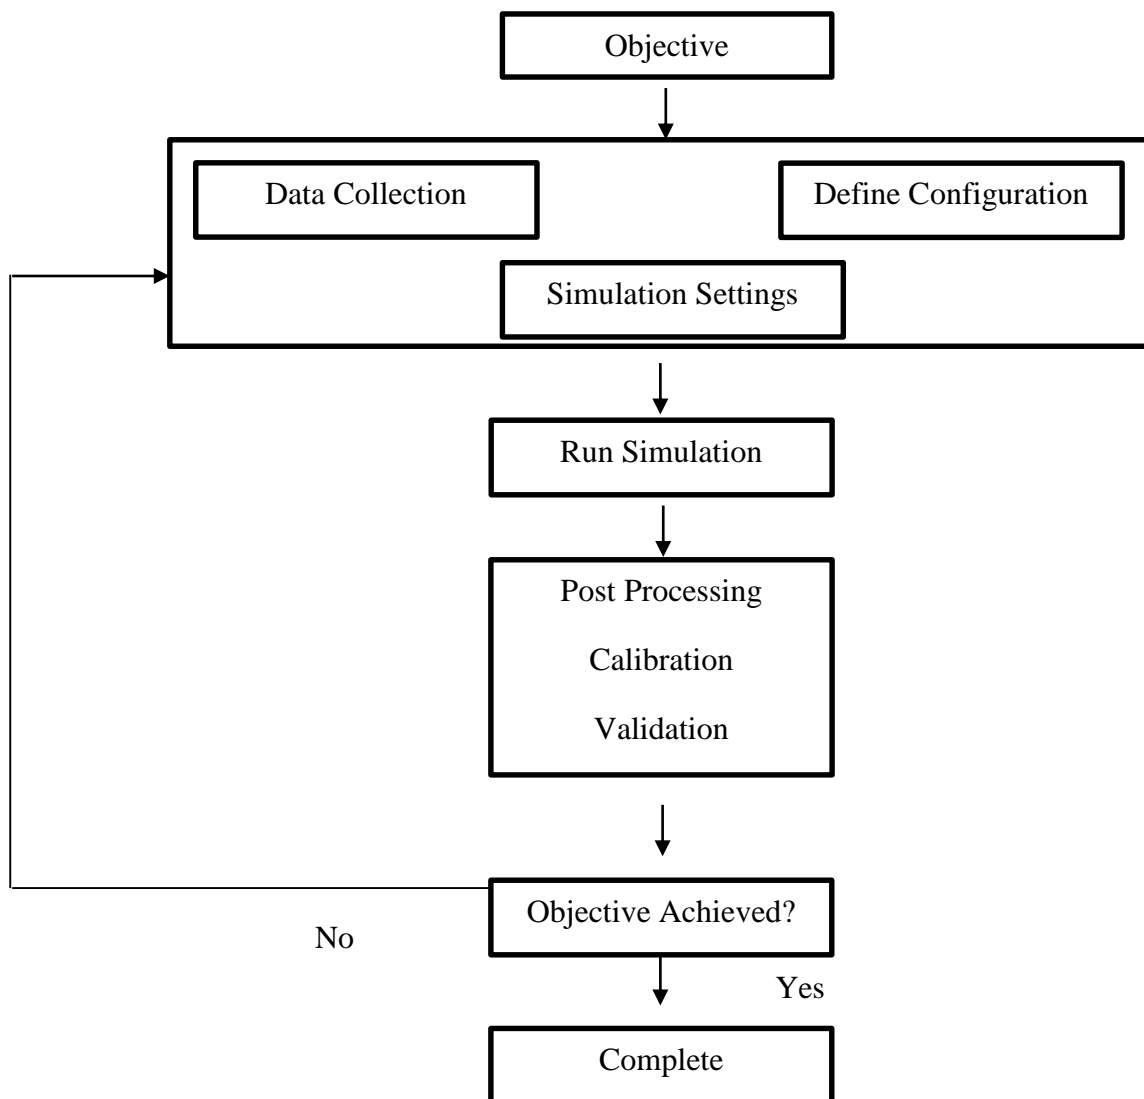 Objective
Data Collection
Define Configuration
Simulation Settings
Run Simulation
Post Processing
Calibration
Validation
Objective Achieved?
No
Yes
Complete